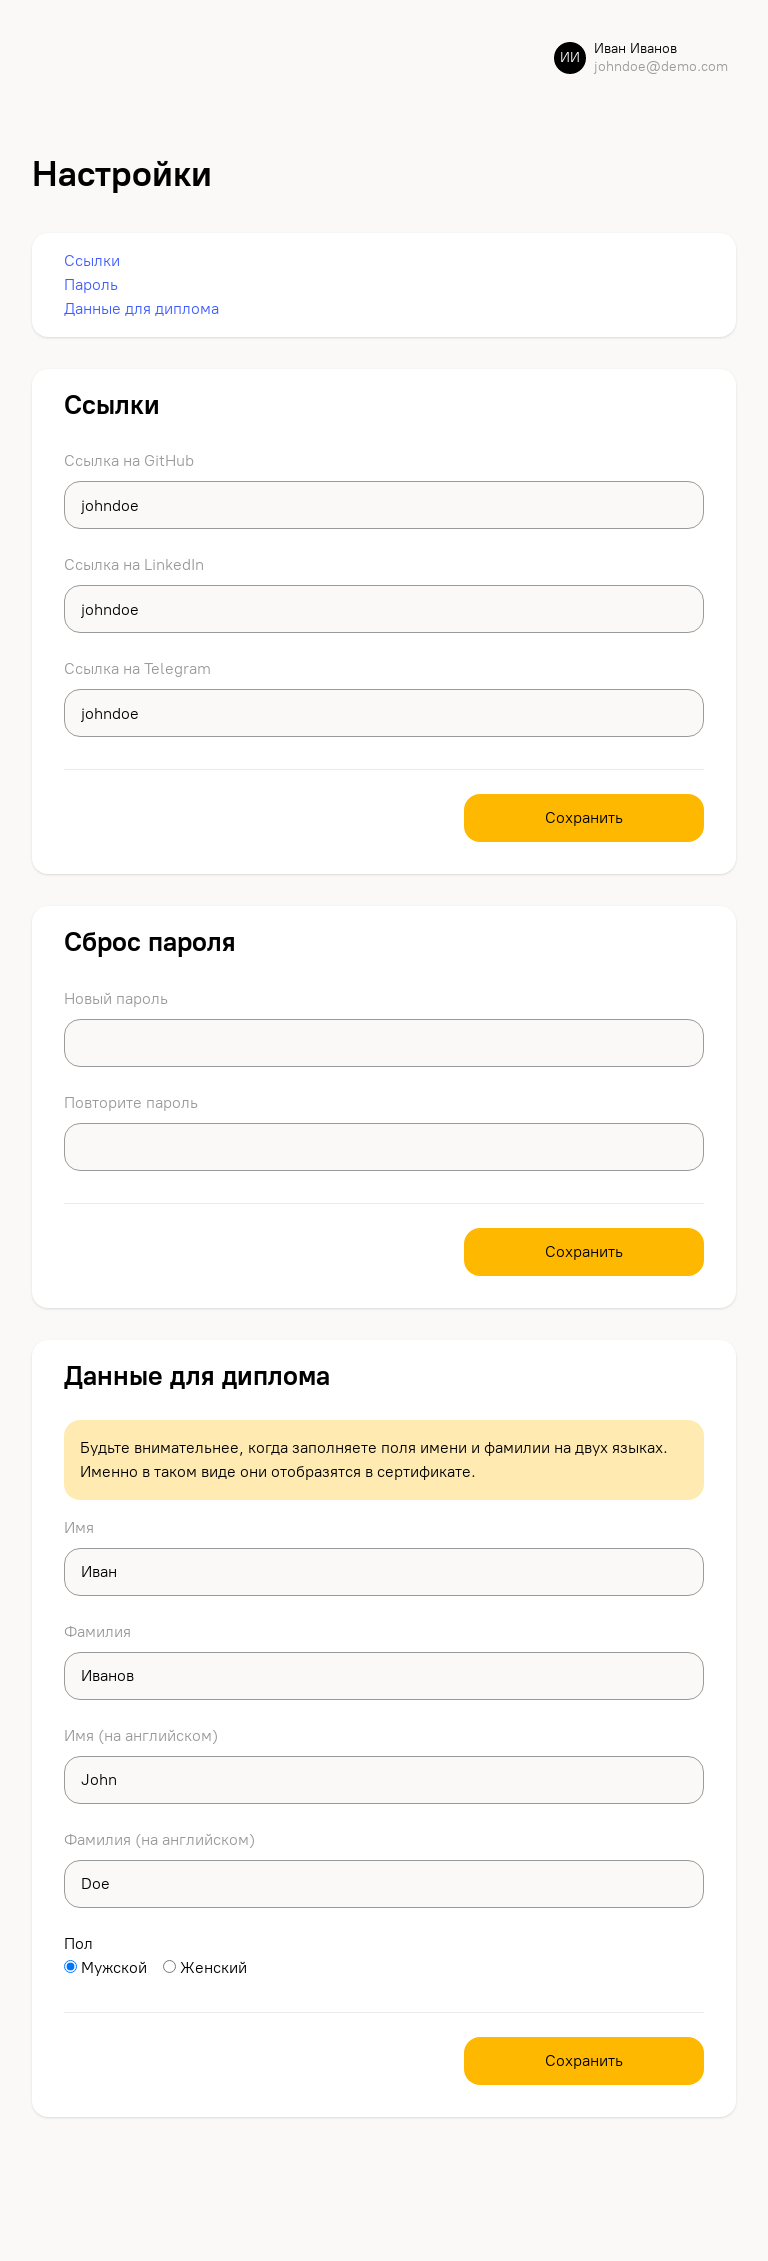 ИИ
Иван Иванов
johndoe@demo.com
Настройки
Ссылки
Пароль
Данные для диплома
Ссылки
Ссылка на GitHub
johndoe
Ссылка на LinkedIn
johndoe
Ссылка на Telegram
johndoe
Сохранить
Сброс пароля
Новый пароль
Повторите пароль
Сохранить
Данные для диплома
Будьте внимательнее, когда заполняете поля имени и фамилии на двух языках.
Именно в таком виде они отобразятся в сертификате.
Имя
Иван
Фамилия
Иванов
Имя (на английском)
John
Фамилия (на английском)
Doe
Пол
Мужской Женский
Сохранить